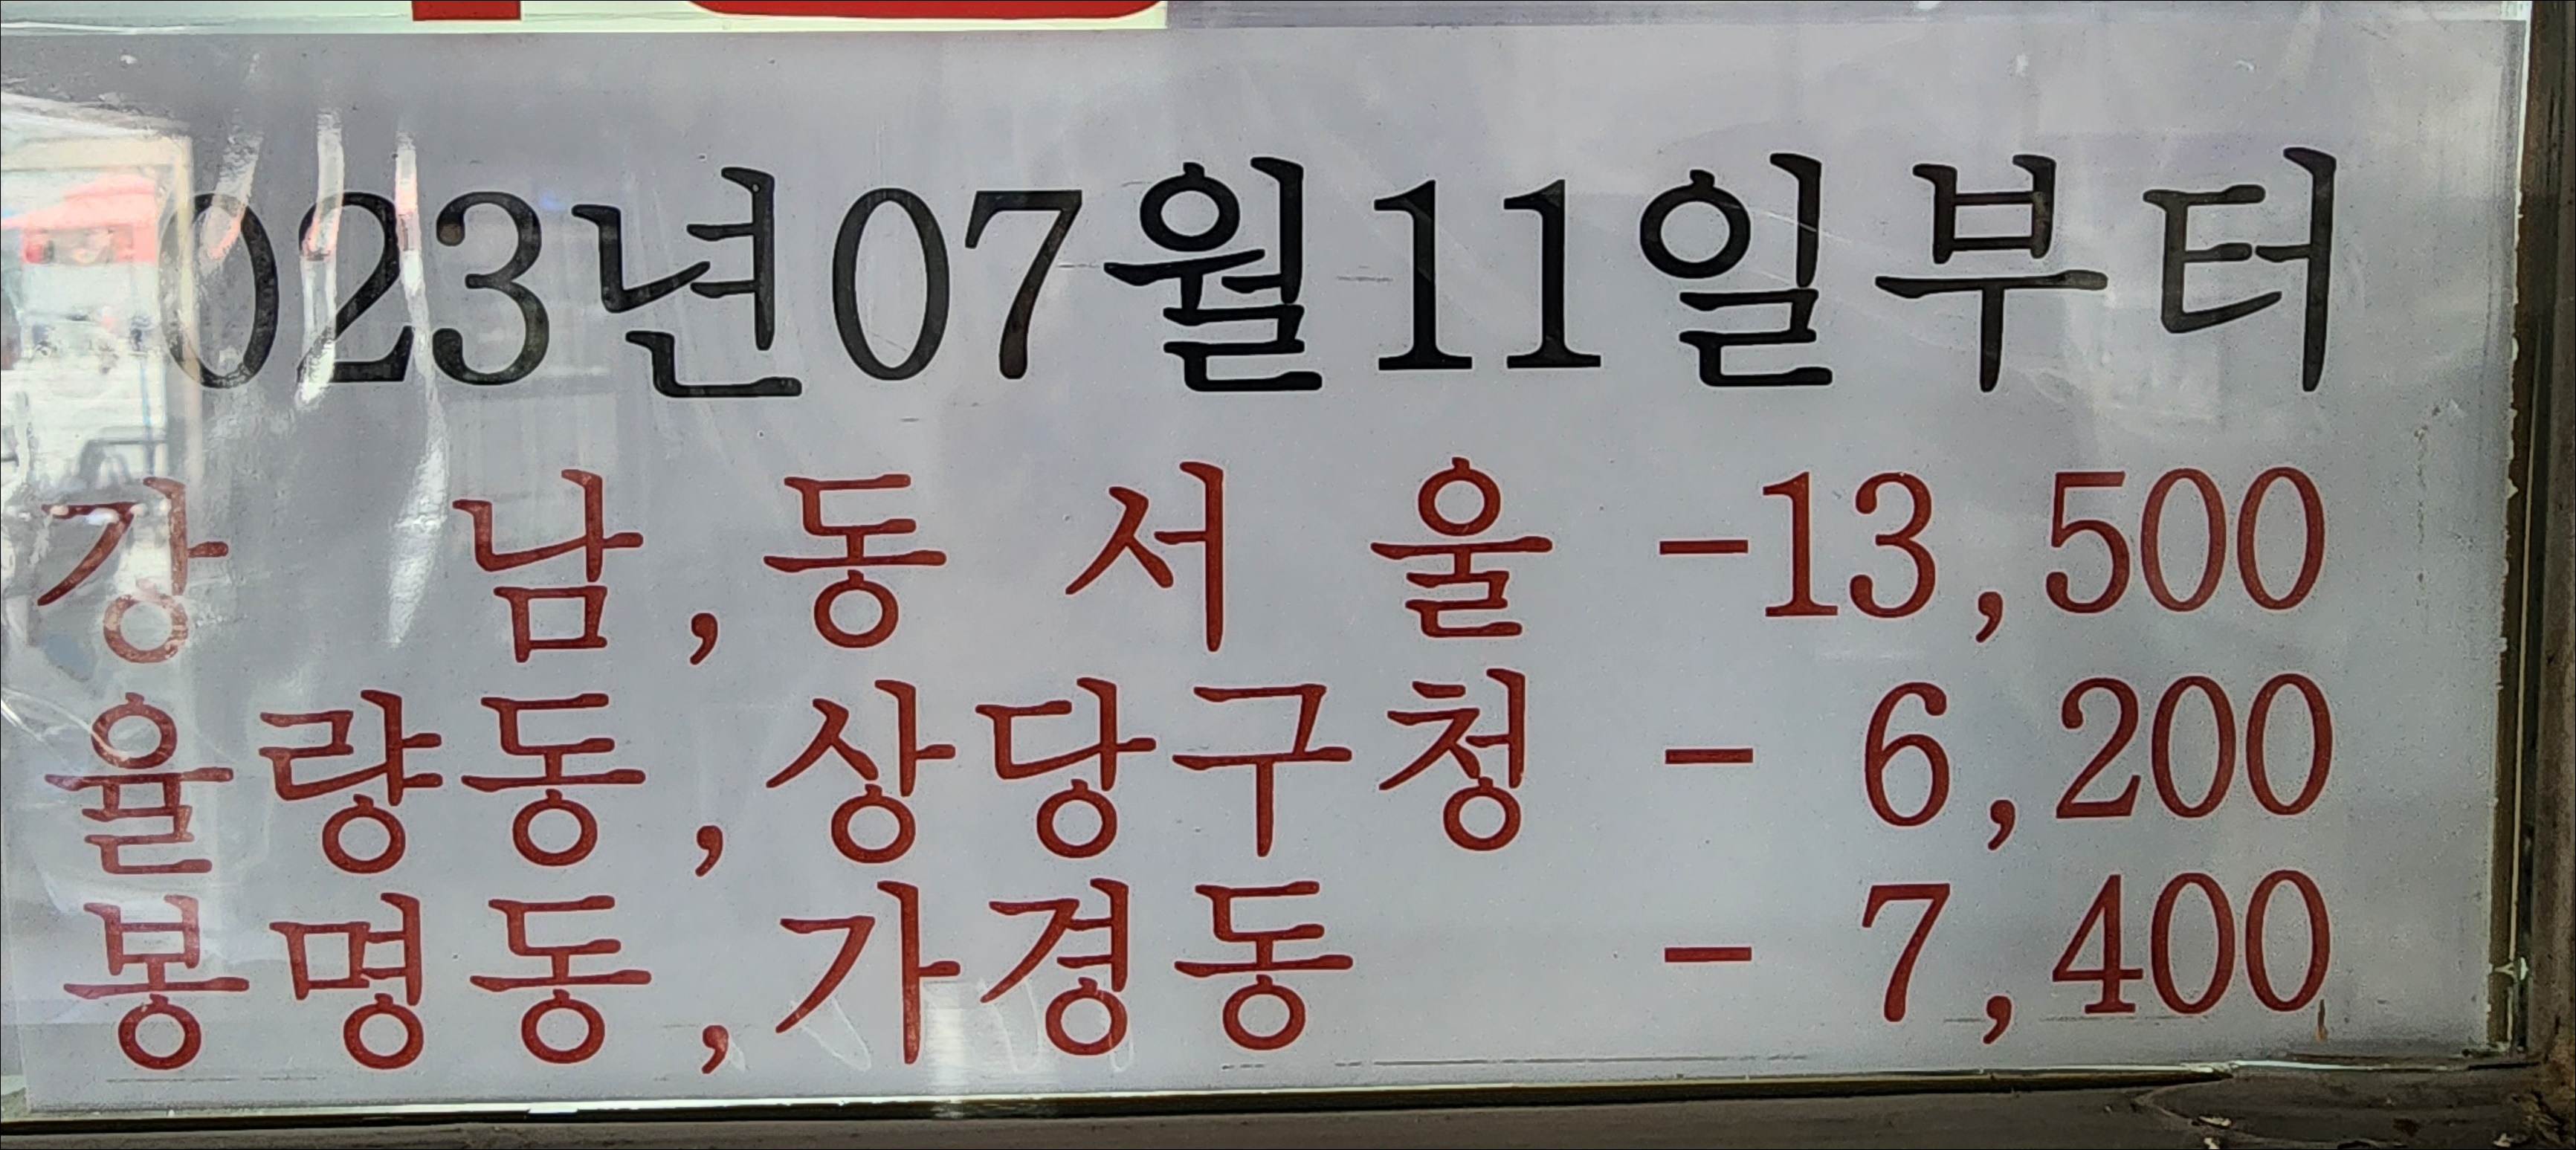 023년07월11일부터
강 남,동 서 울 -13,500
율량동,상당구청 - 6,200
봉명동,가경동 - 7,400